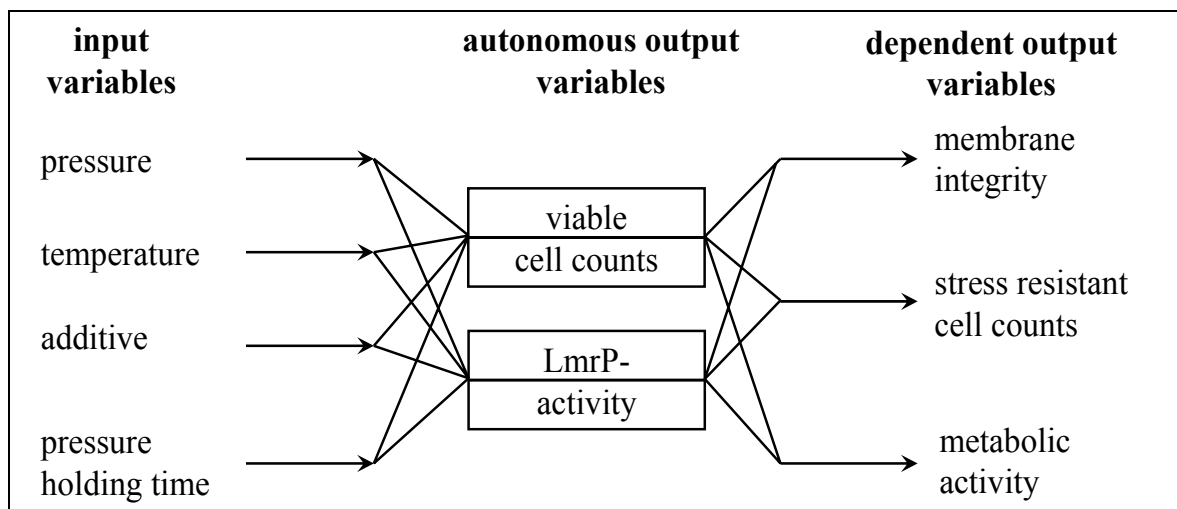 input
variables
autonomous output
variables
dependent output
variables
pressure
temperature
additive
pressure
holding time
viable
cell counts
LmrP-
activity
membrane
integrity
stress resistant
cell counts
metabolic
activity